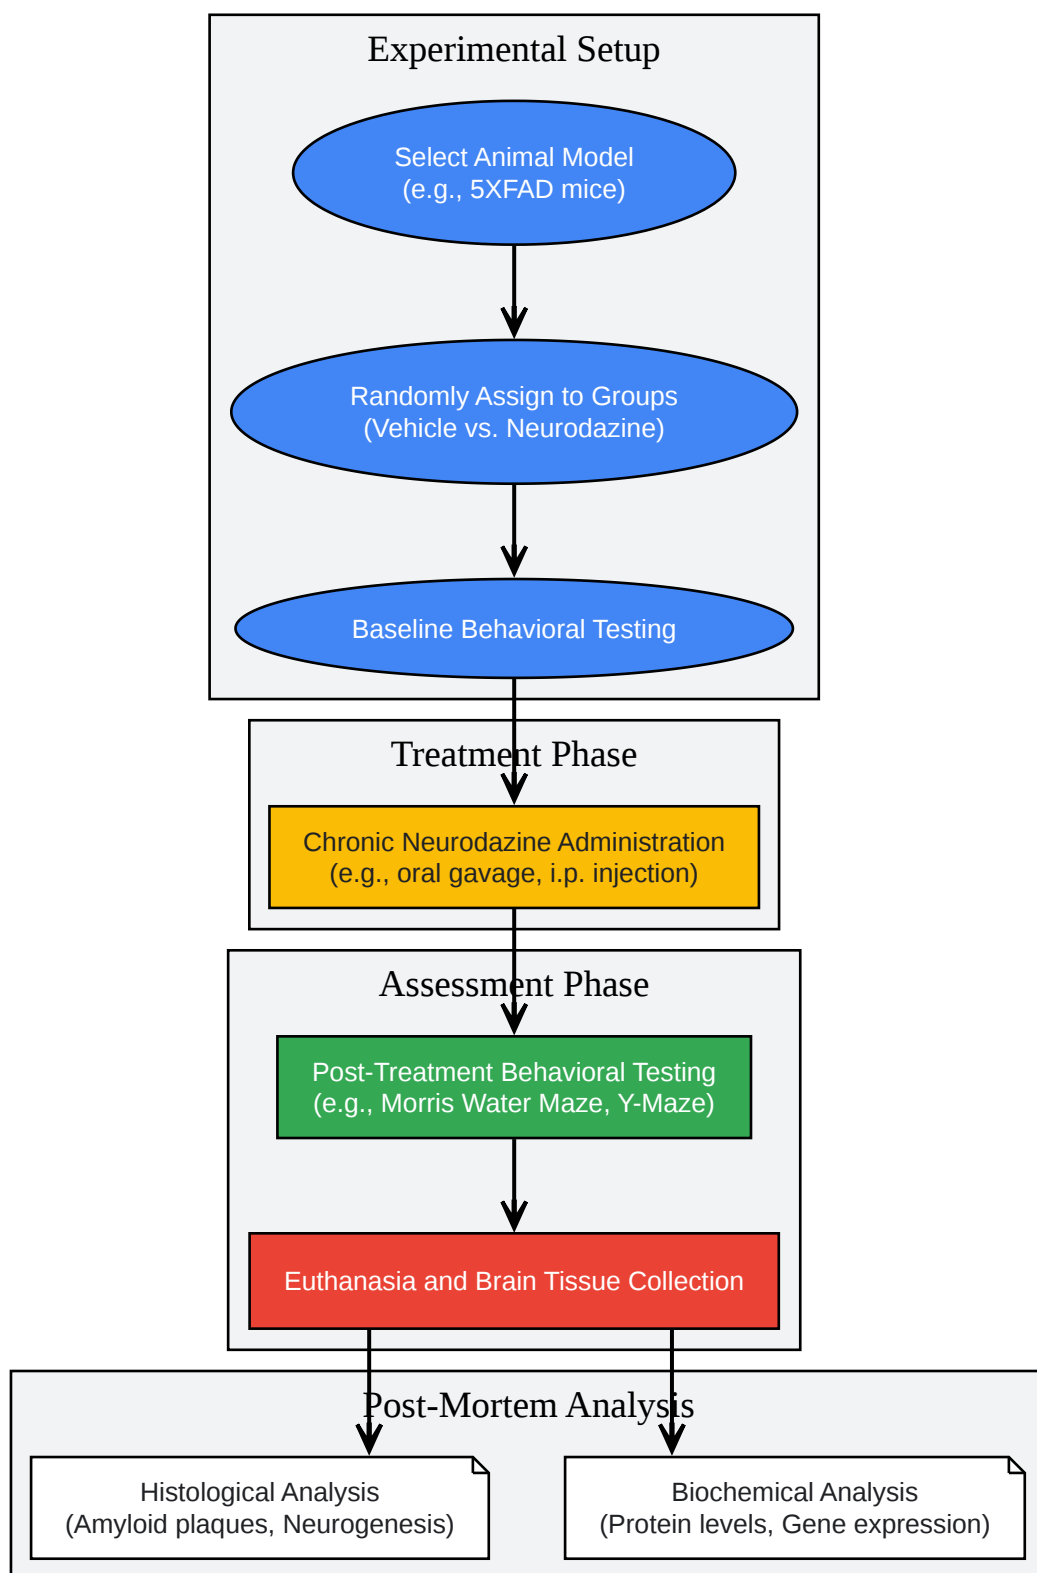 Experimental Setup
Select Animal Model
(e.g., 5XFAD mice)
Randomly Assign to Groups
(Vehicle vs. Neurodazine)
Baseline Behavioral Testing
Treatment Phase
Chronic Neurodazine Administration
(e.g., oral gavage, i.p. injection)
Assessment Phase
Post-Treatment Behavioral Testing
(e.g., Morris Water Maze, Y-Maze)
Euthanasia and Brain Tissue Collection
Post-Mortem Analysis
Histological Analysis
(Amyloid plaques, Neurogenesis)
Biochemical Analysis
(Protein levels, Gene expression)